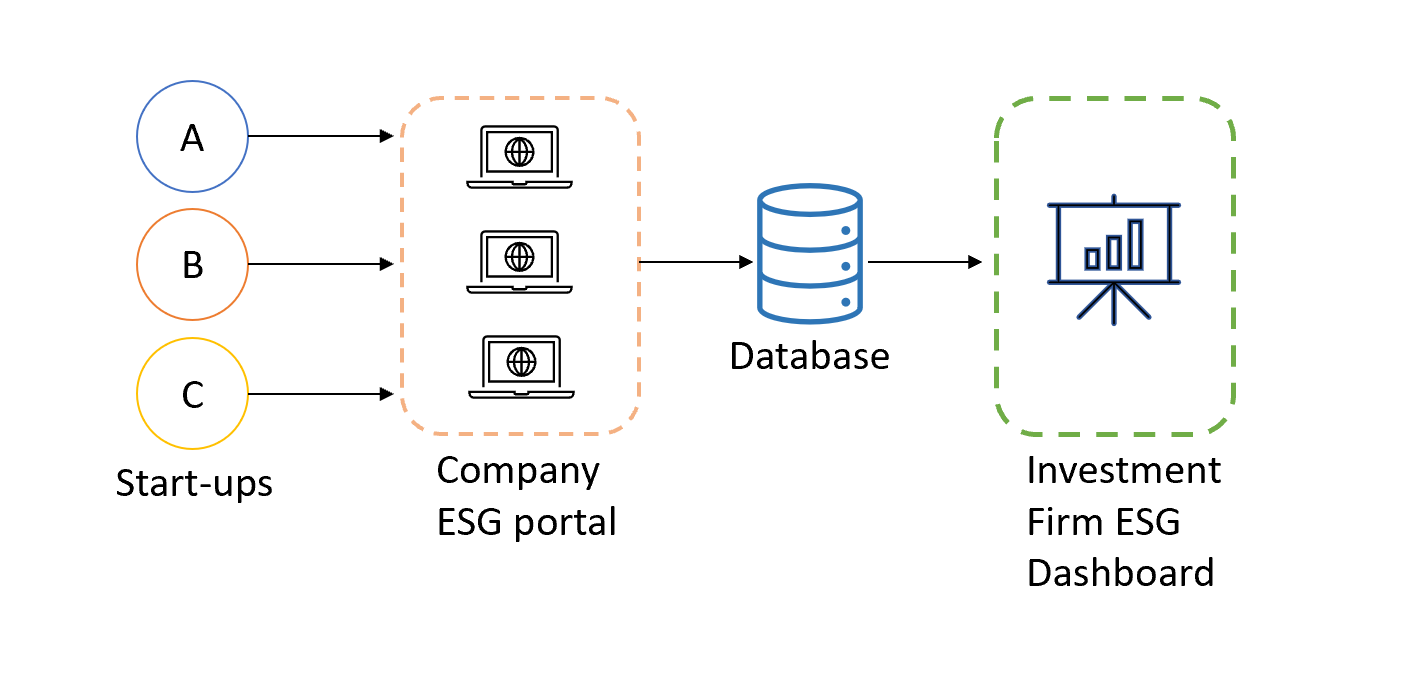 A
B
C
Start-ups
Company
ESG portal
Database
Investment
Firm ESG
Dashboard